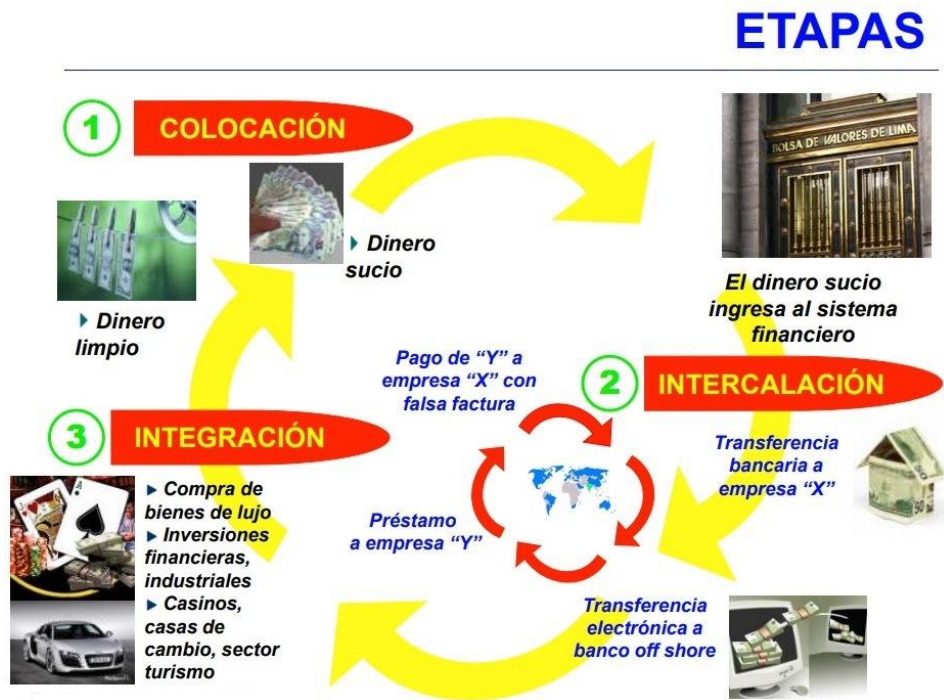 ETAPAS
1
COLOCACIÓN
Dinero
sucio
Dinero
limpio
BOLSA DE VALORES DE LIMA
El dinero sucio
ingresa al sistema
financiero
2
INTERCALACIÓN
Pago de “Y” a
empresa “X” con
falsa factura
Transferencia
bancaria a
empresa “X”
Préstamo
a empresa “Y”
Transferencia
electrónica a
banco off shore
3
INTEGRACIÓN
Compra de
bienes de lujo
Inversiones
financieras,
industriales
Casinos,
casas de
cambio, sector
turismo
A